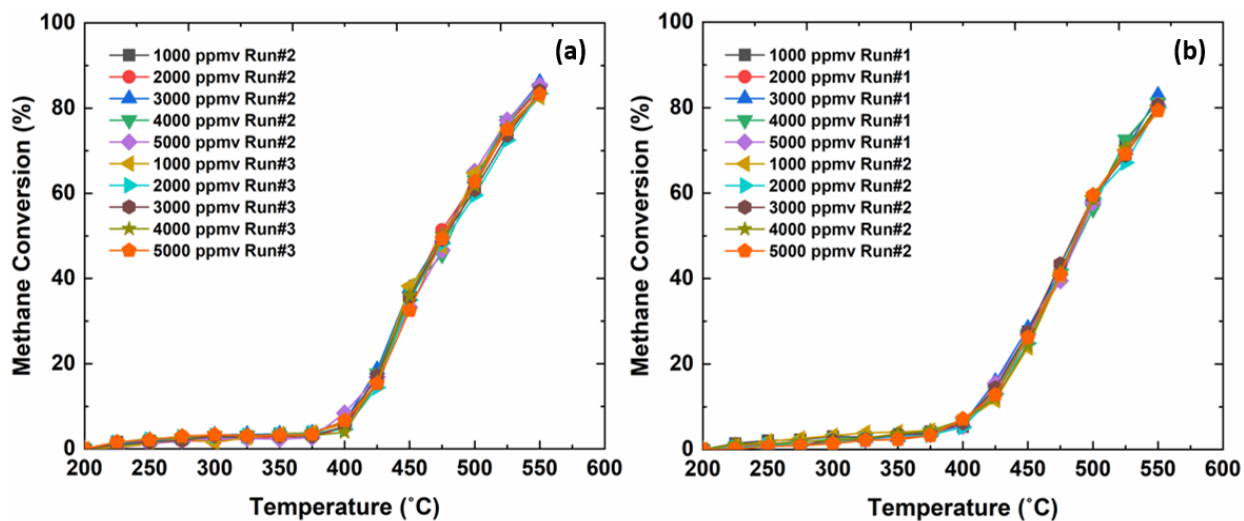 (a)
1000 ppmv Run#2
2000 ppmv Run#2
3000 ppmv Run#2
4000 ppmv Run#2
5000 ppmv Run#2
1000 ppmv Run#3
2000 ppmv Run#3
3000 ppmv Run#3
4000 ppmv Run#3
5000 ppmv Run#3
Methane Conversion (%)
100
80
60
40
20
0
200 250 300 350 400 450 500 550 600
Temperature (˚C)
(b)
1000 ppmv Run#1
2000 ppmv Run#1
3000 ppmv Run#1
4000 ppmv Run#1
5000 ppmv Run#1
1000 ppmv Run#2
2000 ppmv Run#2
3000 ppmv Run#2
4000 ppmv Run#2
5000 ppmv Run#2
Methane Conversion (%)
100
80
60
40
20
0
200 250 300 350 400 450 500 550 600
Temperature (˚C)